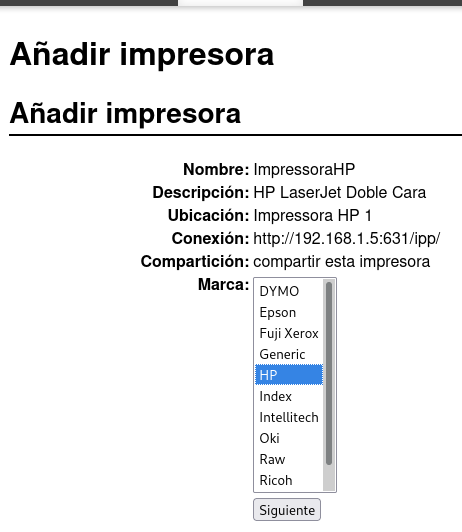 Añadir impresora
Añadir impresora
Nombre: ImpressoraHP
Descripción: HP LaserJet Doble Cara
Ubicación: Impressora HP 1
Conexión: http://192.168.1.5:631/ipp/
Compartición: compartir esta impresora
Marca:
DYMO
Epson
Fuji Xerox
Generic
HP
Index
Intellitech
Oki
Raw
Ricoh
Siguiente